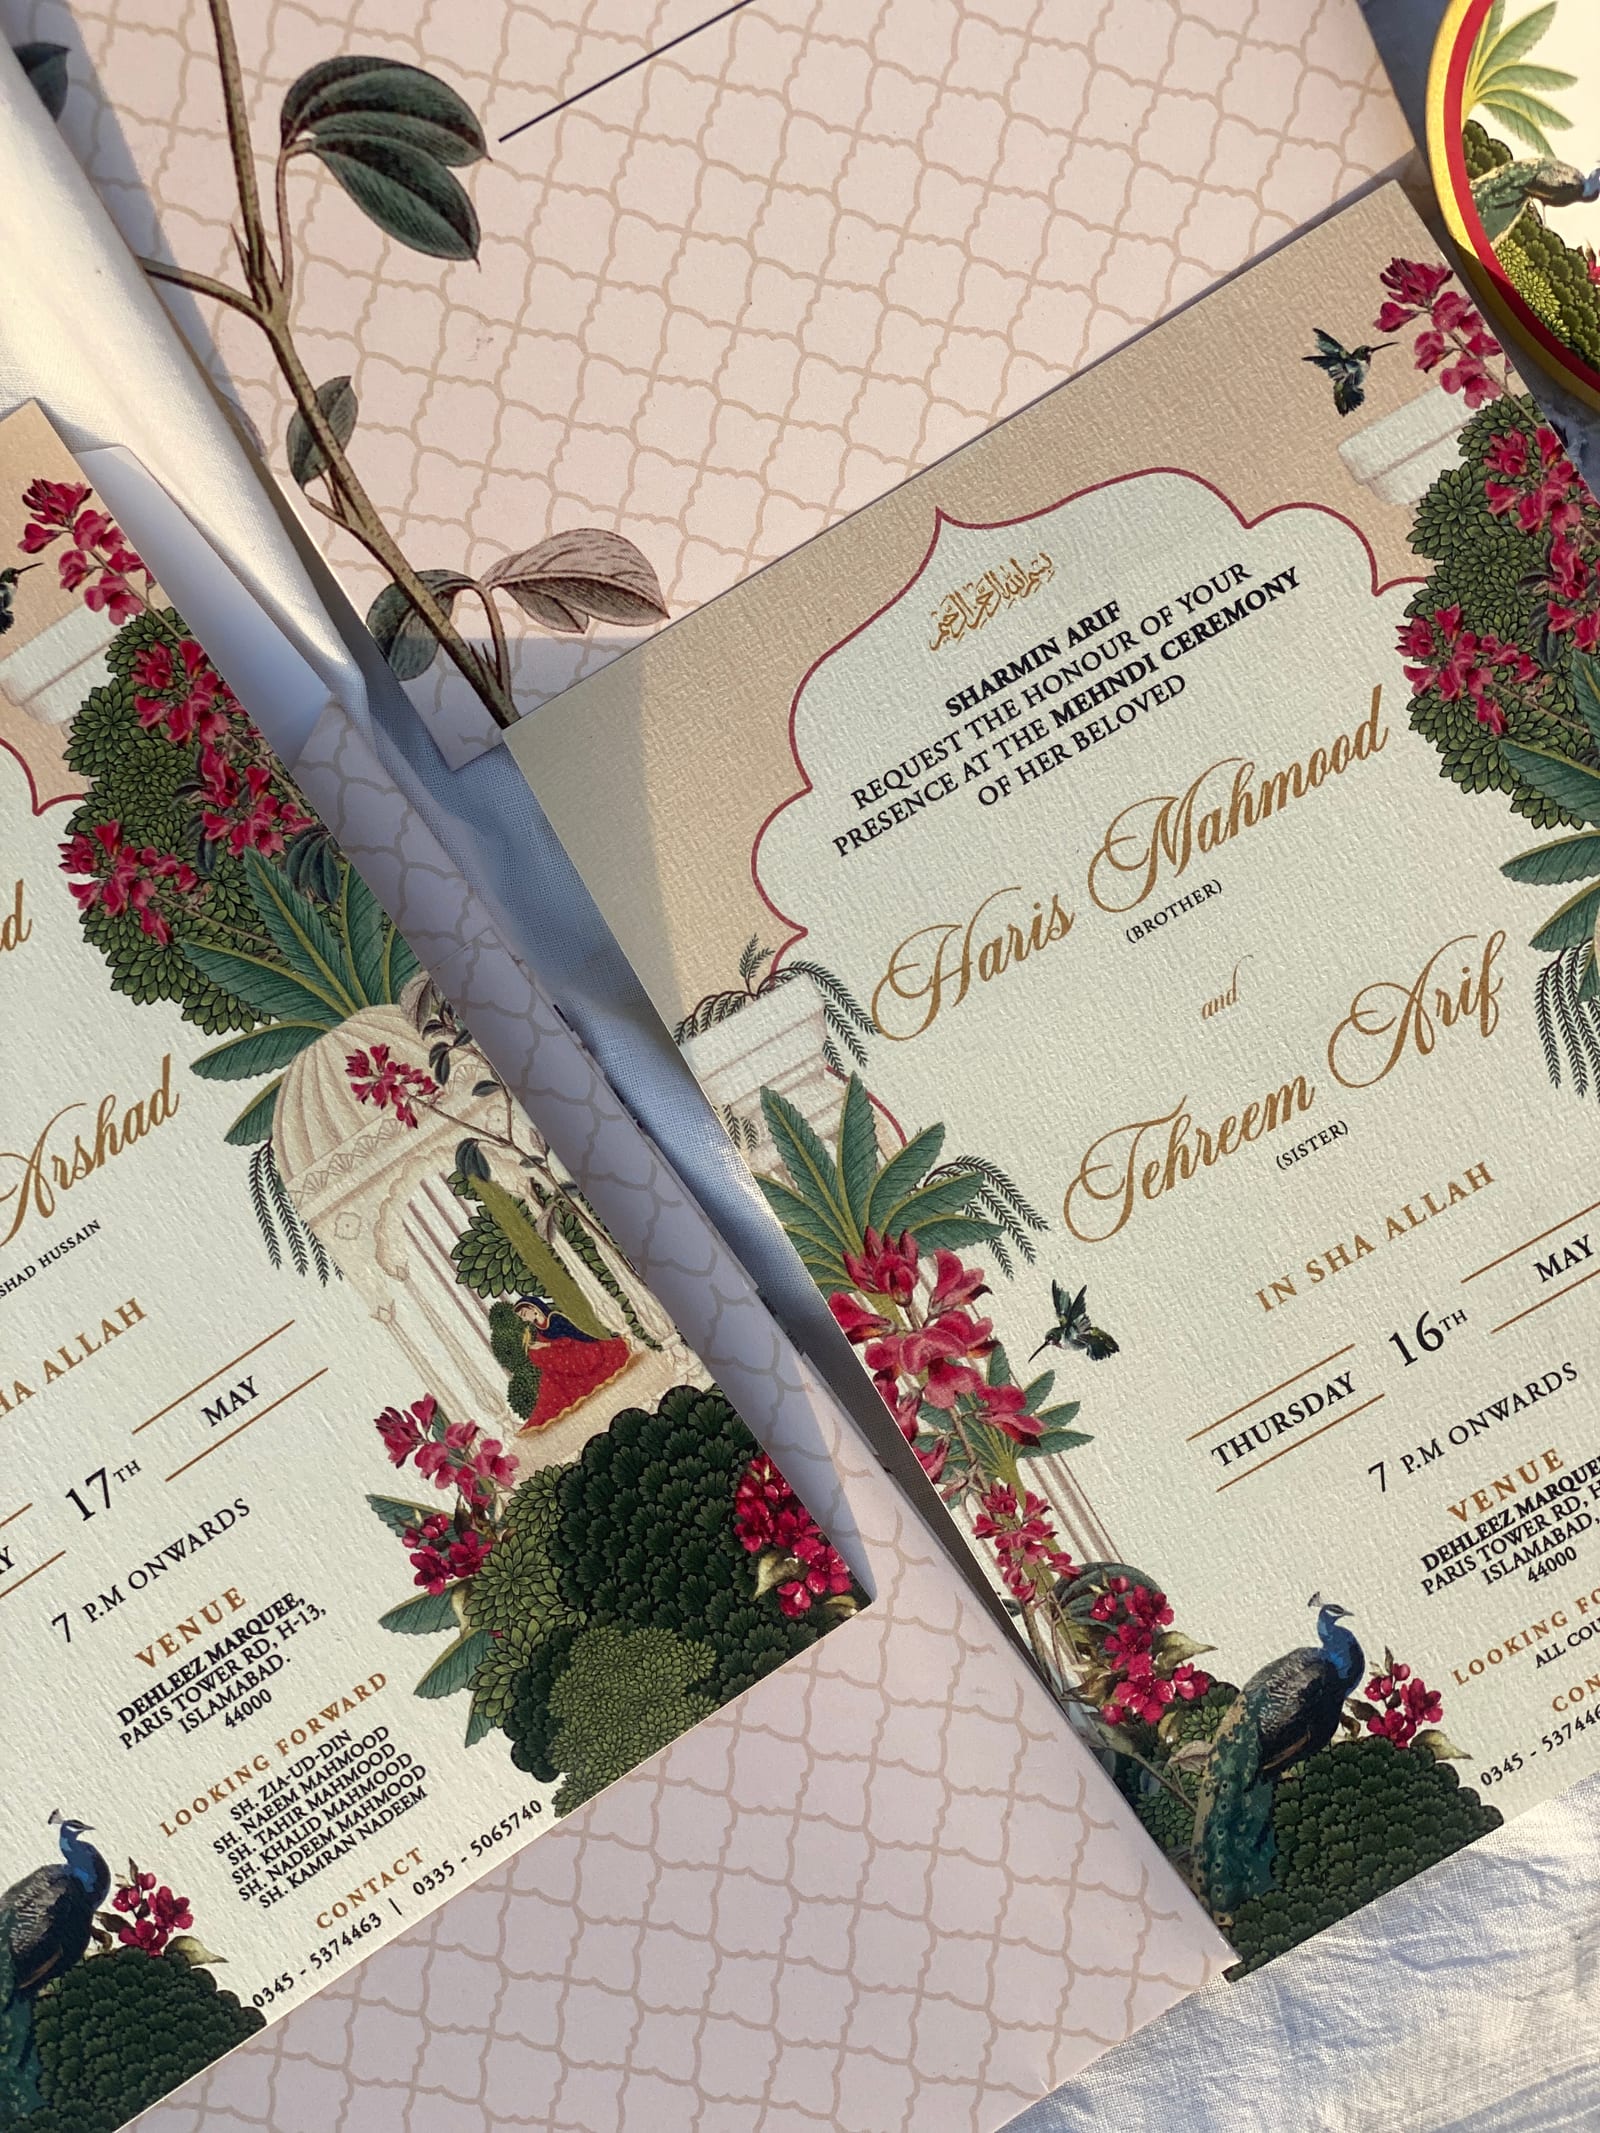 d
Arshad
SHAD HUSSAIN
HA ALLAH
Y
17TH
MAY
7 P.M ONWARDS
VENUE
DEHLEEZ MARQUEE,
PARIS TOWER RD, H-13,
ISLAMABAD.
44000
LOOKING FORWARD
SH. ZIA-UD-DIN
SH. NAEEM MAHMOOD
SH. TAHIR MAHMOOD
SH. KHALID MAHMOOD
SH. NADEEM MAHMOOD
SH. KAMRAN NADEEM
CONTACT
0345 - 5374463 | 0335 - 5065740
بسم الله الرحمن الرحيم
SHARMIN ARIF
REQUEST THE HONOUR OF YOUR
PRESENCE AT THE MEHNDI CEREMONY
OF HER BELOVED
Haris Mahmood
(BROTHER)
and
Tehreem Arif
(SISTER)
IN SHA ALLAH
THURSDAY
16TH
MAY
7 P.M ONWARDS
VENUE
DEHLEEZ MARQUEE
PARIS TOWER RD, H
ISLAMABAD,
44000
LOOKING FO
ALL COU
CON
0345 - 53744